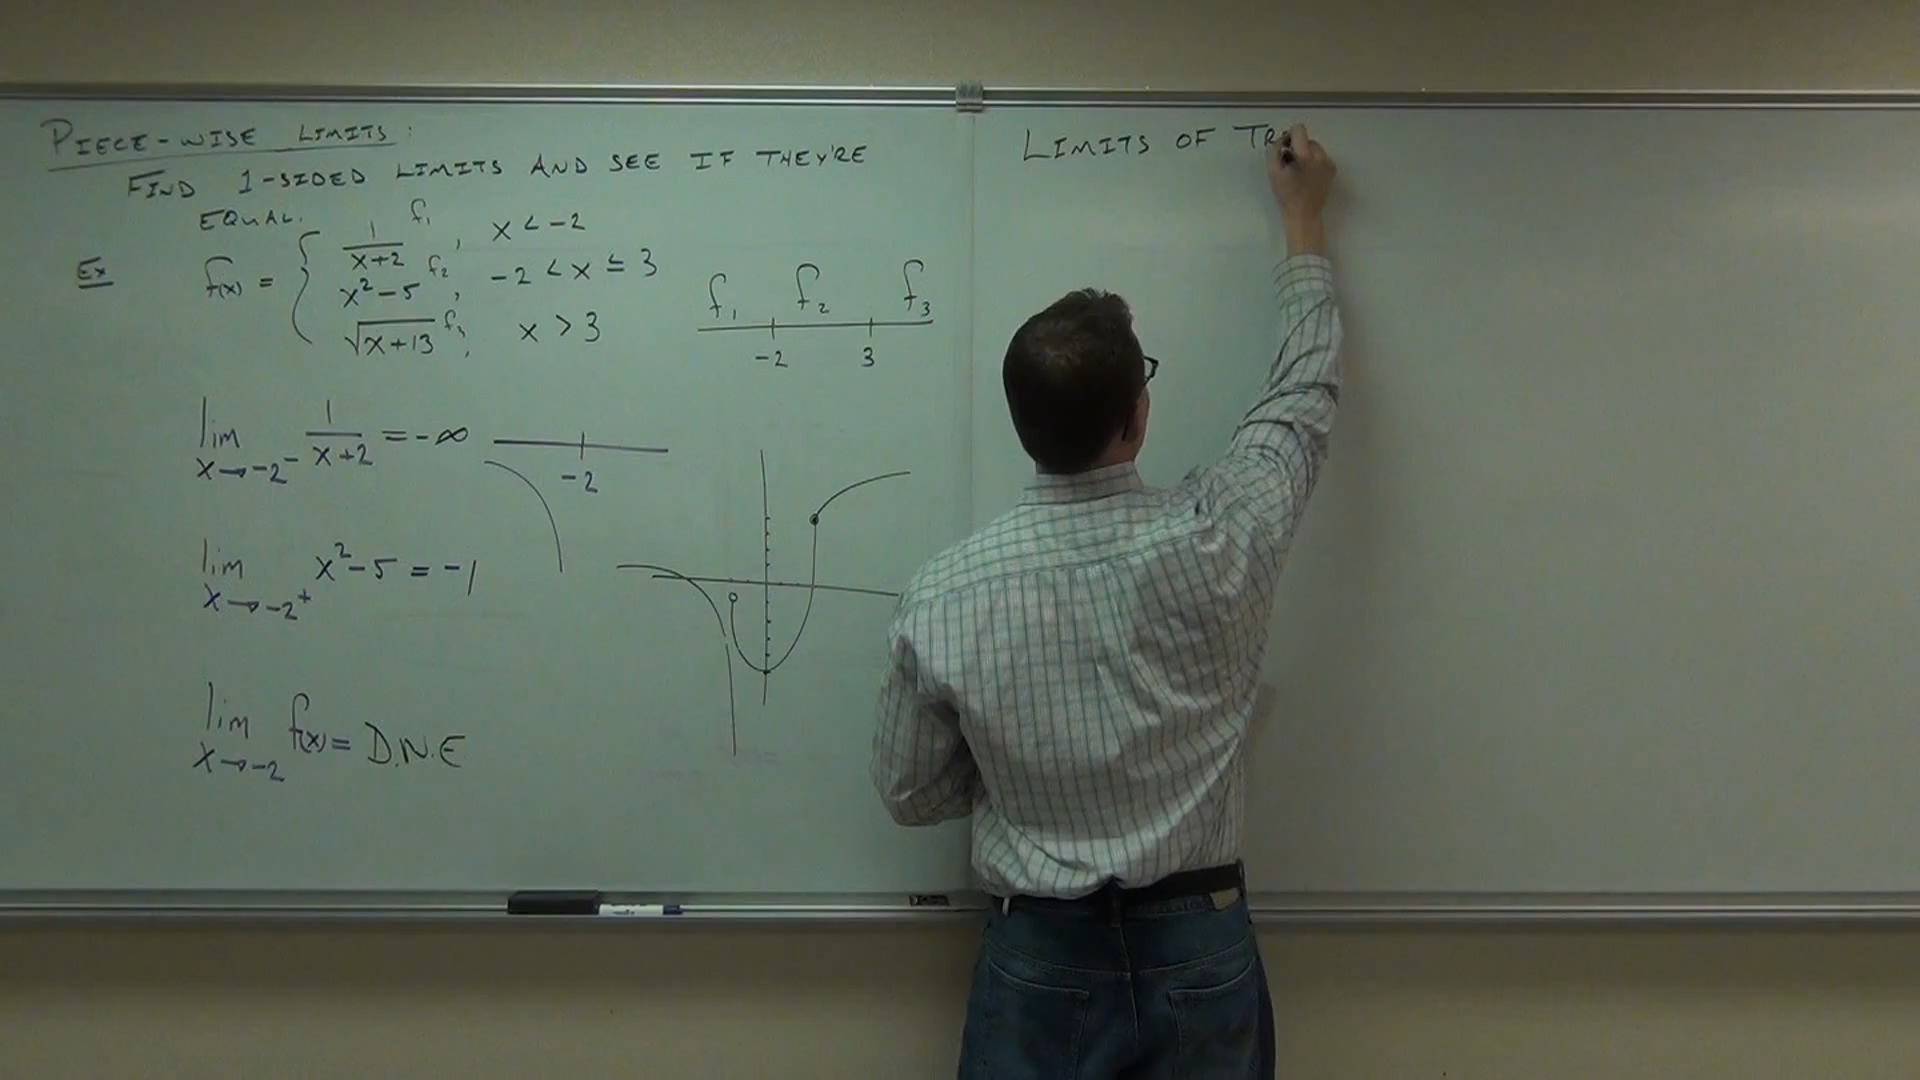 PIECE-WISE LIMITS:
FIND 1-SIDED LIMITS AND SEE IF THEY'RE
EQUAL.
Ex f(x) = { 1/(x+2) f₁, x < -2
x²-5 f₂, -2 < x ≤ 3
√(x+13) f₃, x > 3
f₁ f₂ f₃
-2 3
lim x→-2⁻ 1/(x+2) = -∞
-2
lim x→-2⁺ x²-5 = -1
lim x→-2 f(x) = D.N.E
LIMITS OF TR